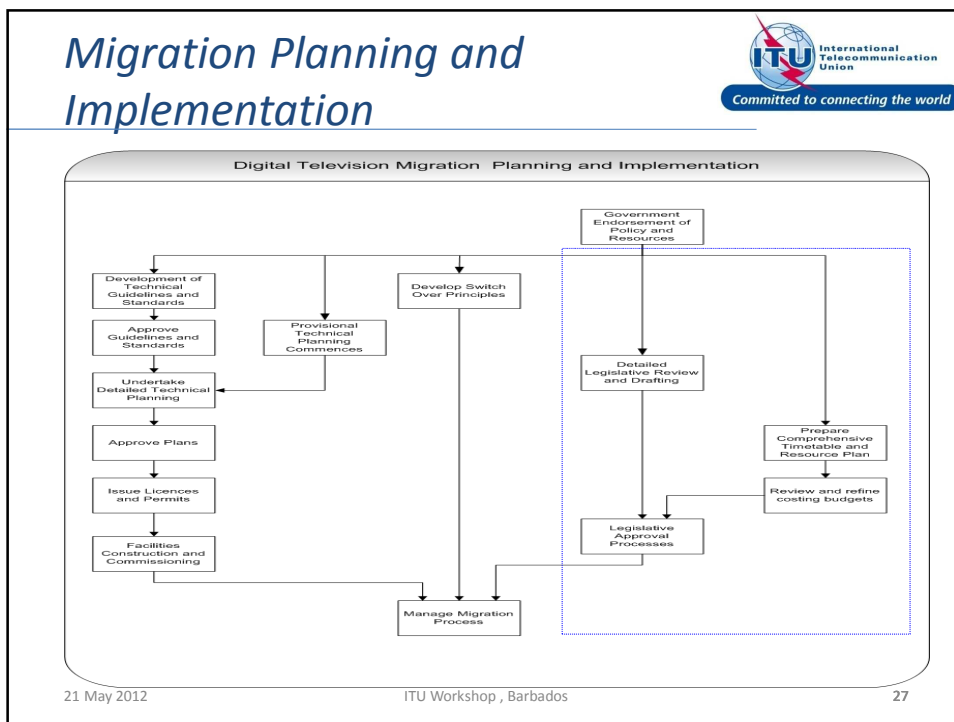 Migration Planning and
Implementation
ITU
International
Telecommunication
Union
Committed to connecting the world
Digital Television Migration Planning and Implementation
Government
Endorsement of
Policy and
Resources
Development of
Technical
Guidelines and
Standards
Develop Switch
Over Principles
Approve
Guidelines and
Standards
Provisional
Technical
Planning
Commences
Detailed
Legislative Review
and Drafting
Undertake
Detailed Technical
Planning
Approve Plans
Prepare
Comprehensive
Timetable and
Resource Plan
Issue Licences
and Permits
Review and refine
costing budgets
Legislative
Approval
Processes
Facilities
Construction and
Commissioning
Manage Migration
Process
21 May 2012
ITU Workshop , Barbados
27